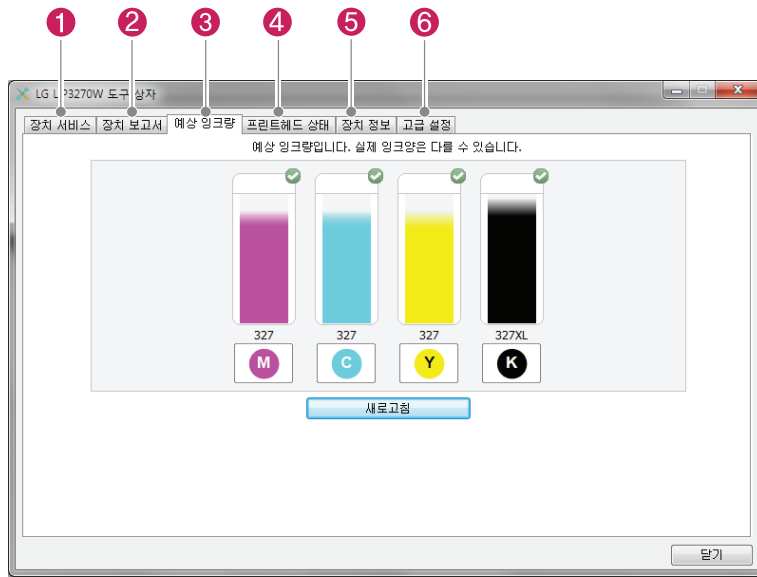 1 2 3 4 5 6
LG LIP3270W 도구 상자
장치 서비스 장치 보고서 예상 잉크량 프린트헤드 상태 장치 정보 고급 설정
예상 잉크량입니다. 실제 잉크양은 다를 수 있습니다.
327 327 327 327XL
M C Y K
새로고침
닫기